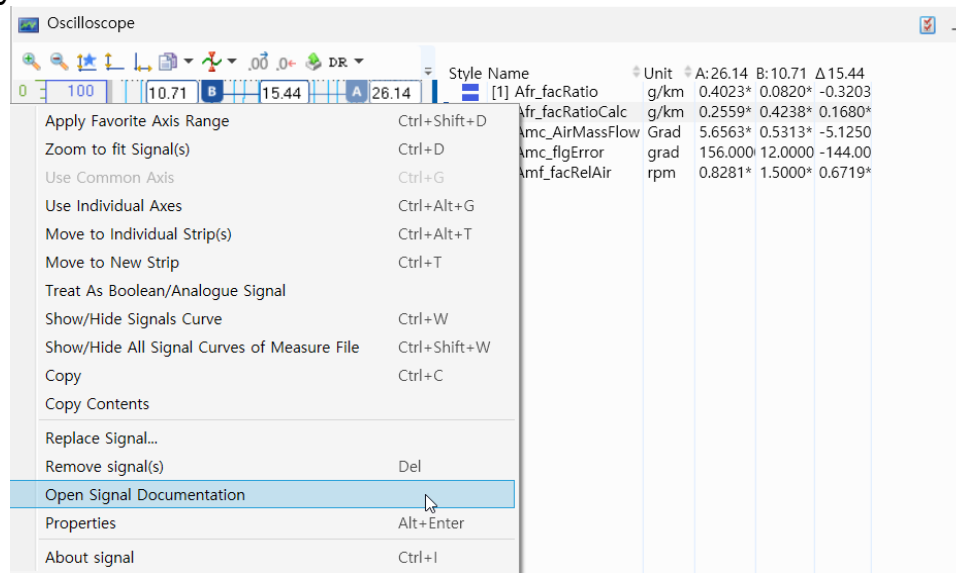 Oscilloscope
.00 .0 DR
Style Name Unit A:26.14 B:10.71 Δ15.44
0 100 10.71 B 15.44 A 26.14
[1] Afr_facRatio g/km 0.4023* 0.0820* -0.3203
Afr_facRatioCalc g/km 0.2559* 0.4238* 0.1680*
Amc_AirMassFlow Grad 5.6563* 0.5313* -5.1250
Amc_flgError grad 156.000 12.0000 -144.00
Amf_facRelAir rpm 0.8281* 1.5000* 0.6719*
Apply Favorite Axis Range Ctrl+Shift+D
Zoom to fit Signal(s) Ctrl+D
Use Common Axis Ctrl+G
Use Individual Axes Ctrl+Alt+G
Move to Individual Strip(s) Ctrl+Alt+T
Move to New Strip Ctrl+T
Treat As Boolean/Analogue Signal
Show/Hide Signals Curve Ctrl+W
Show/Hide All Signal Curves of Measure File Ctrl+Shift+W
Copy Ctrl+C
Copy Contents
Replace Signal...
Remove signal(s) Del
Open Signal Documentation
Properties Alt+Enter
About signal Ctrl+I